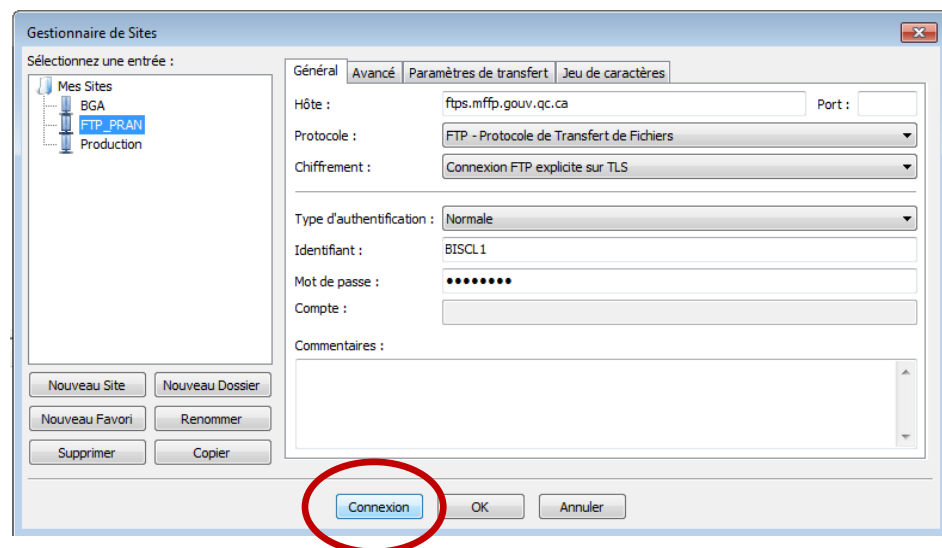 Gestionnaire de Sites
Sélectionnez une entrée :
Mes Sites
BGA
FTP_PRAN
Production
Nouveau Site Nouveau Dossier
Nouveau Favori Renommer
Supprimer Copier
Général Avancé Paramètres de transfert Jeu de caractères
Hôte : ftps.mffp.gouv.qc.ca Port :
Protocole : FTP - Protocole de Transfert de Fichiers
Chiffrement : Connexion FTP explicite sur TLS
Type d'authentification : Normale
Identifiant : BISCL1
Mot de passe : ••••••••
Compte :
Commentaires :
Connexion OK Annuler